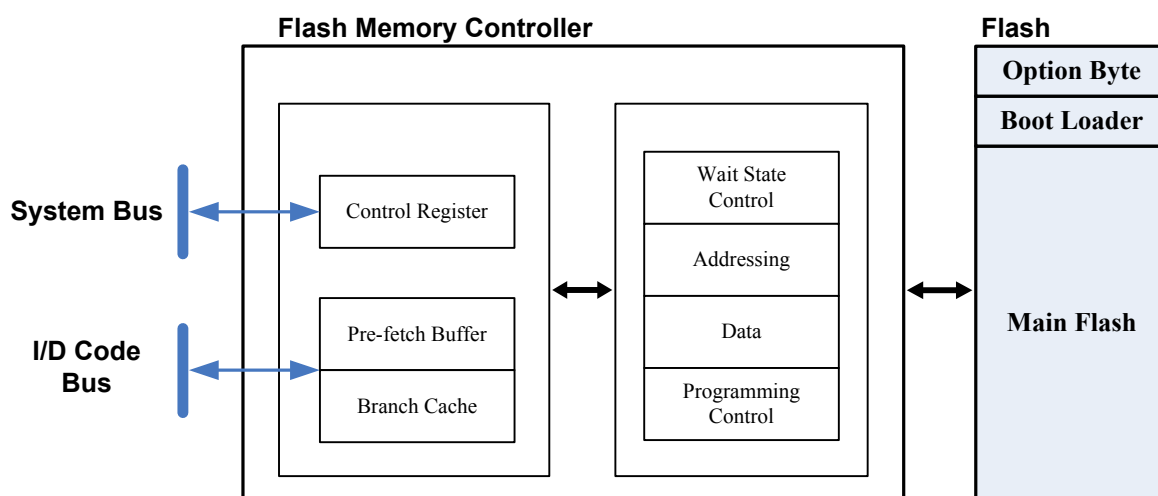 Flash Memory Controller
Flash
Option Byte
Boot Loader
Main Flash
System Bus
I/D Code
Bus
Control Register
Pre-fetch Buffer
Branch Cache
Wait State
Control
Addressing
Data
Programming
Control